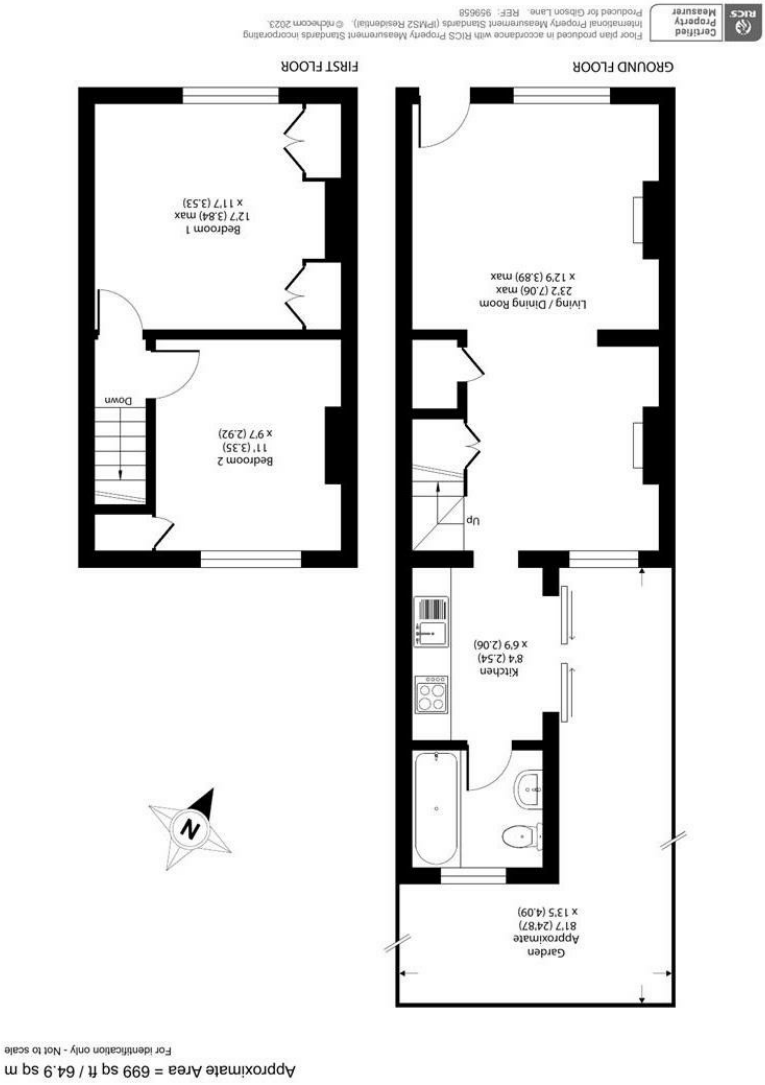 Approximate Area = 699 sq ft / 64.9 sq m
For identification only - Not to scale
Garden
Approximate
81'7 (24.87)
x 13'5 (4.09)
N
Kitchen
8'4 (2.54)
x 6'9 (2.06)
Up
Living / Dining Room
23'2 (7.06) max
x 12'9 (3.89) max
GROUND FLOOR
Bedroom 2
11' (3.35)
x 9'7 (2.92)
Down
Bedroom 1
12'7 (3.84) max
x 11'7 (3.53)
FIRST FLOOR
RICS
Certified
Property
Measurer
Floor plan produced in accordance with RICS Property Measurement Standards incorporating
International Property Measurement Standards (IPMS2 Residential). © nichecom 2023.
Produced for Gibson Lane. REF: 959658